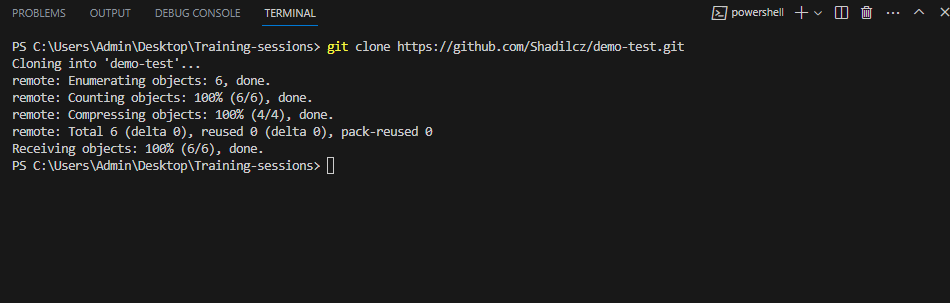 PROBLEMS OUTPUT DEBUG CONSOLE TERMINAL powershell
PS C:\Users\Admin\Desktop\Training-sessions> git clone https://github.com/Shadilcz/demo-test.git
Cloning into 'demo-test'...
remote: Enumerating objects: 6, done.
remote: Counting objects: 100% (6/6), done.
remote: Compressing objects: 100% (4/4), done.
remote: Total 6 (delta 0), reused 0 (delta 0), pack-reused 0
Receiving objects: 100% (6/6), done.
PS C:\Users\Admin\Desktop\Training-sessions>